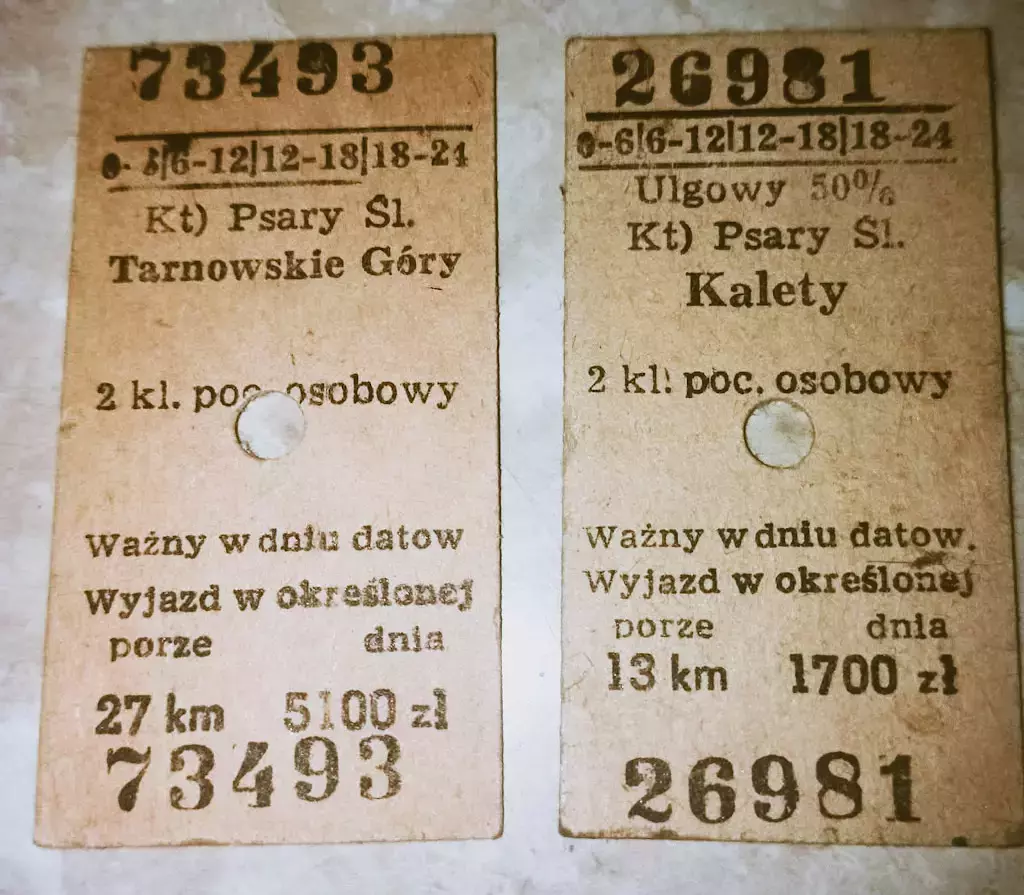 73493
6-12|12-18|18-24
Kt) Psary Śl.
Tarnowskie Góry
2 kl. poc. osobowy
Ważny w dniu datow
Wyjazd w określonej
porze dnia
27 km 5100 zł
73493
26981
0-6|6-12|12-18|18-24
Ulgowy 50%
Kt) Psary Śl.
Kalety
2 kl. poc. osobowy
Ważny w dniu datow.
Wyjazd w określonej
porze dnia
13 km 1700 zł
26981